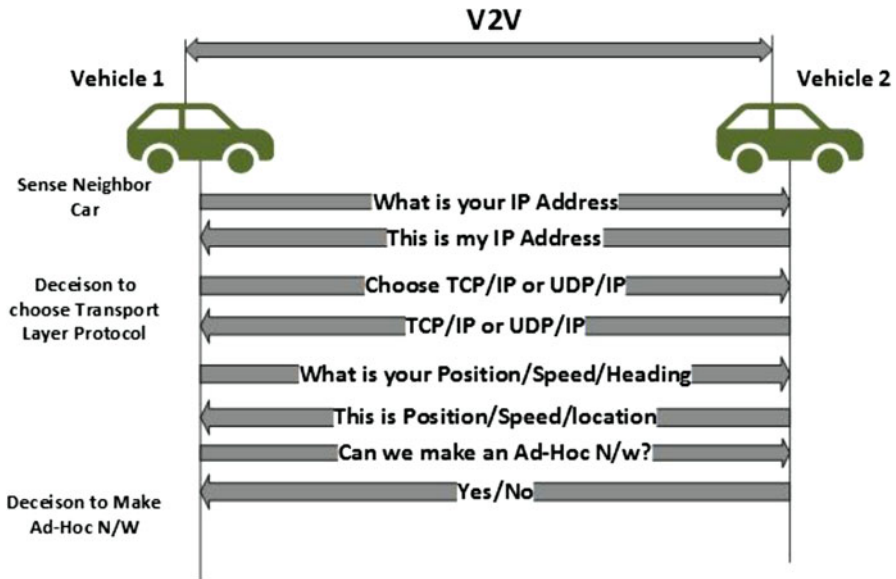 V2V
Vehicle 1
Vehicle 2
Sense Neighbor
Car
What is your IP Address
This is my IP Address
Deceison to
choose Transport
Layer Protocol
Choose TCP/IP or UDP/IP
TCP/IP or UDP/IP
What is your Position/Speed/Heading
This is Position/Speed/location
Can we make an Ad-Hoc N/w?
Yes/No
Deceison to Make
Ad-Hoc N/W